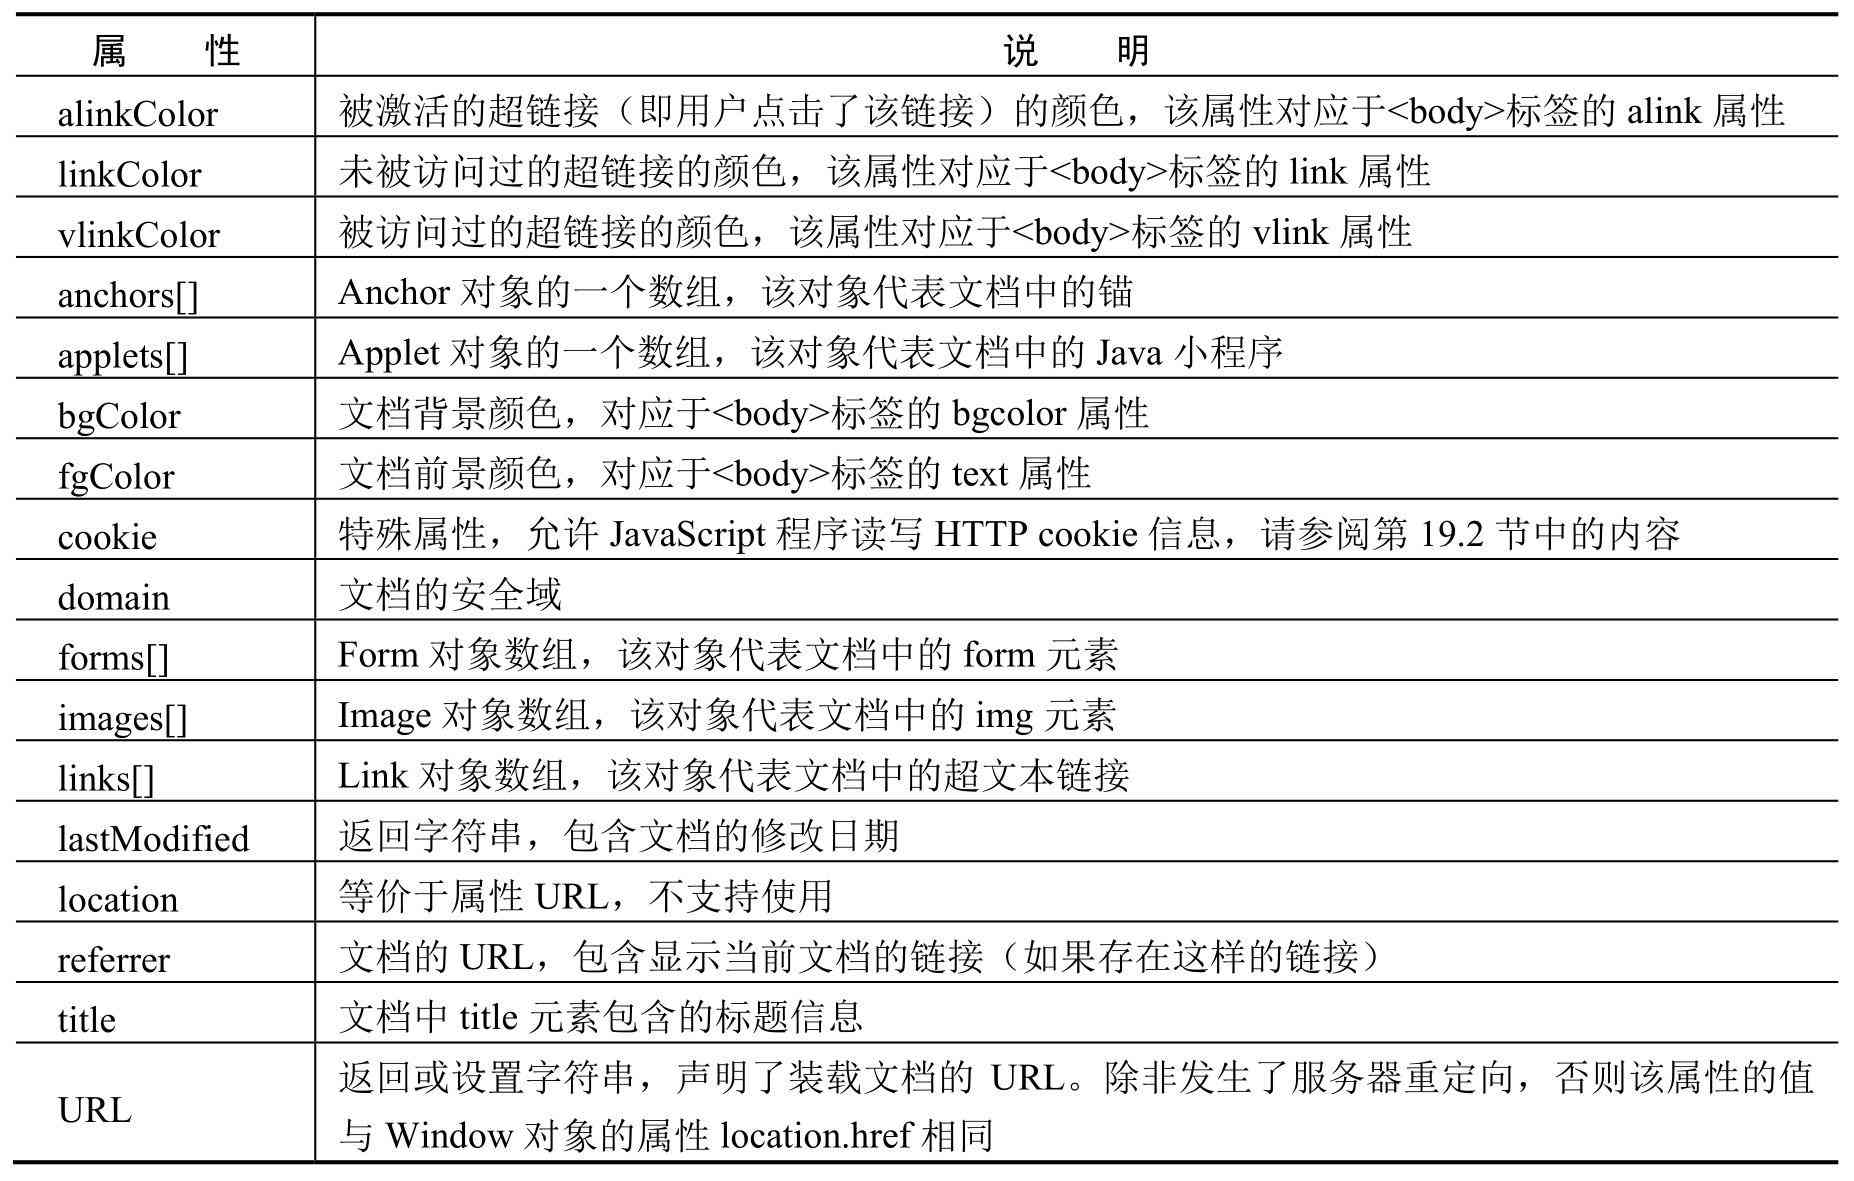 属 性 说 明
alinkColor 被激活的超链接（即用户点击了该链接）的颜色，该属性对应于<body>标签的 alink 属性
linkColor 未被访问过的超链接的颜色，该属性对应于<body>标签的 link 属性
vlinkColor 被访问过的超链接的颜色，该属性对应于<body>标签的 vlink 属性
anchors[] Anchor 对象的一个数组，该对象代表文档中的锚
applets[] Applet 对象的一个数组，该对象代表文档中的 Java 小程序
bgColor 文档背景颜色，对应于<body>标签的 bgcolor 属性
fgColor 文档前景颜色，对应于<body>标签的 text 属性
cookie 特殊属性，允许 JavaScript 程序读写 HTTP cookie 信息，请参阅第 19.2 节中的内容
domain 文档的安全域
forms[] Form 对象数组，该对象代表文档中的 form 元素
images[] Image 对象数组，该对象代表文档中的 img 元素
links[] Link 对象数组，该对象代表文档中的超文本链接
lastModified 返回字符串，包含文档的修改日期
location 等价于属性 URL，不支持使用
referrer 文档的 URL，包含显示当前文档的链接（如果存在这样的链接）
title 文档中 title 元素包含的标题信息
URL 返回或设置字符串，声明了装载文档的 URL。除非发生了服务器重定向，否则该属性的值
与 Window 对象的属性 location.href 相同